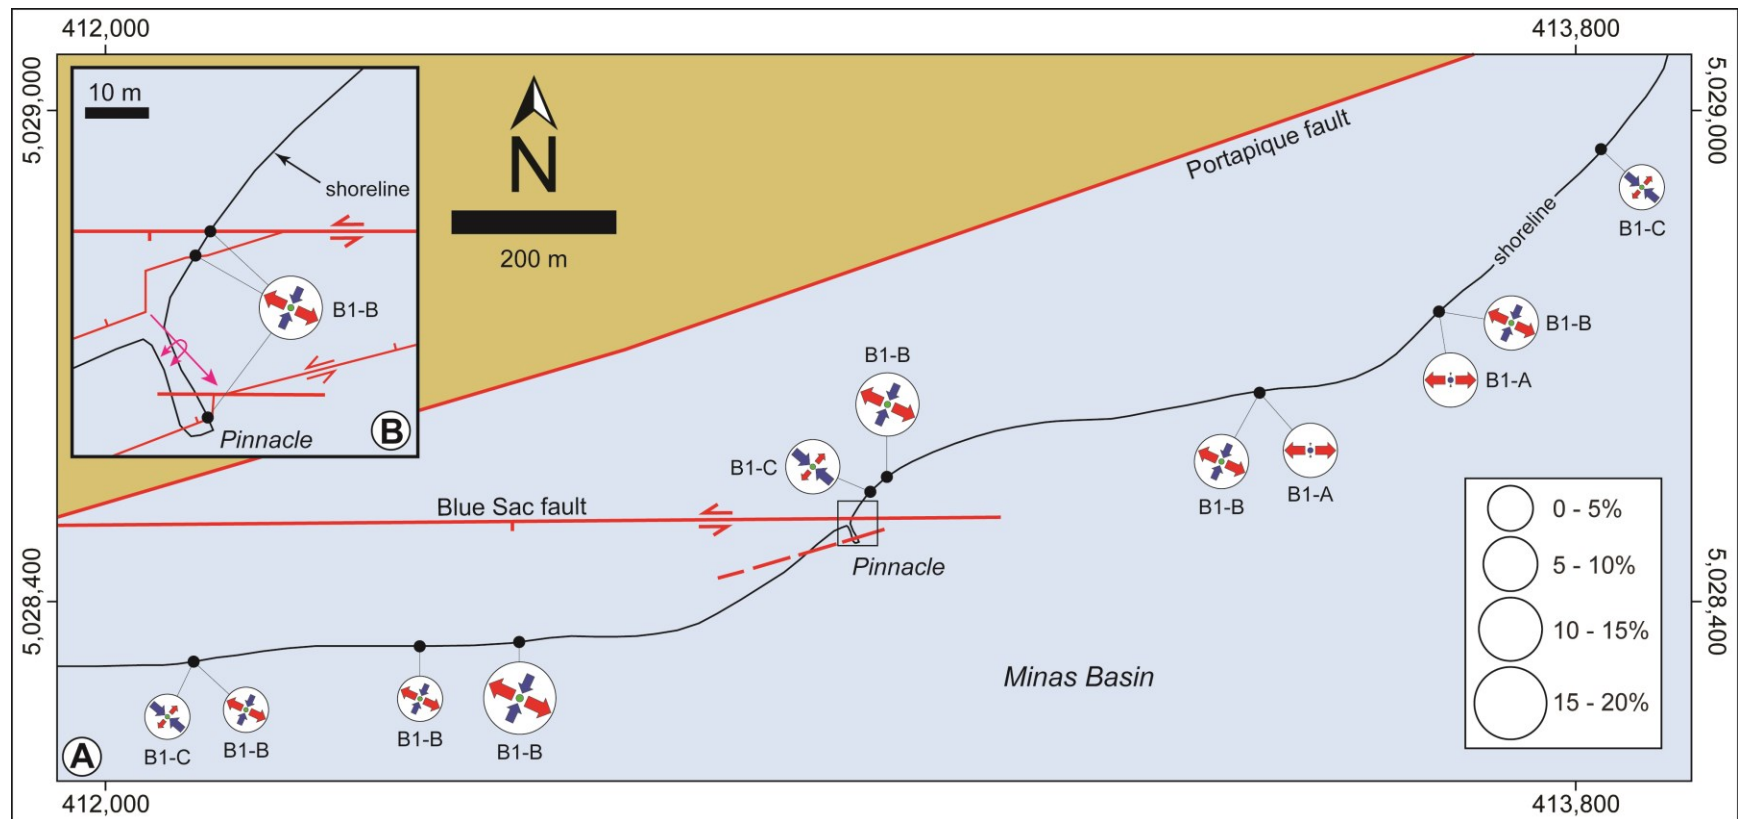 412,000
413,800
5,029,000
5,029,000
10 m
shoreline
B1-B
Pinnacle
B
N
200 m
Portapique fault
shoreline
B1-C
B1-B
B1-A
B1-B
B1-C
B1-B
B1-A
Blue Sac fault
Pinnacle
0 - 5%
5 - 10%
10 - 15%
15 - 20%
5,028,400
5,028,400
Minas Basin
B1-C
B1-B
B1-B
B1-B
A
412,000
413,800